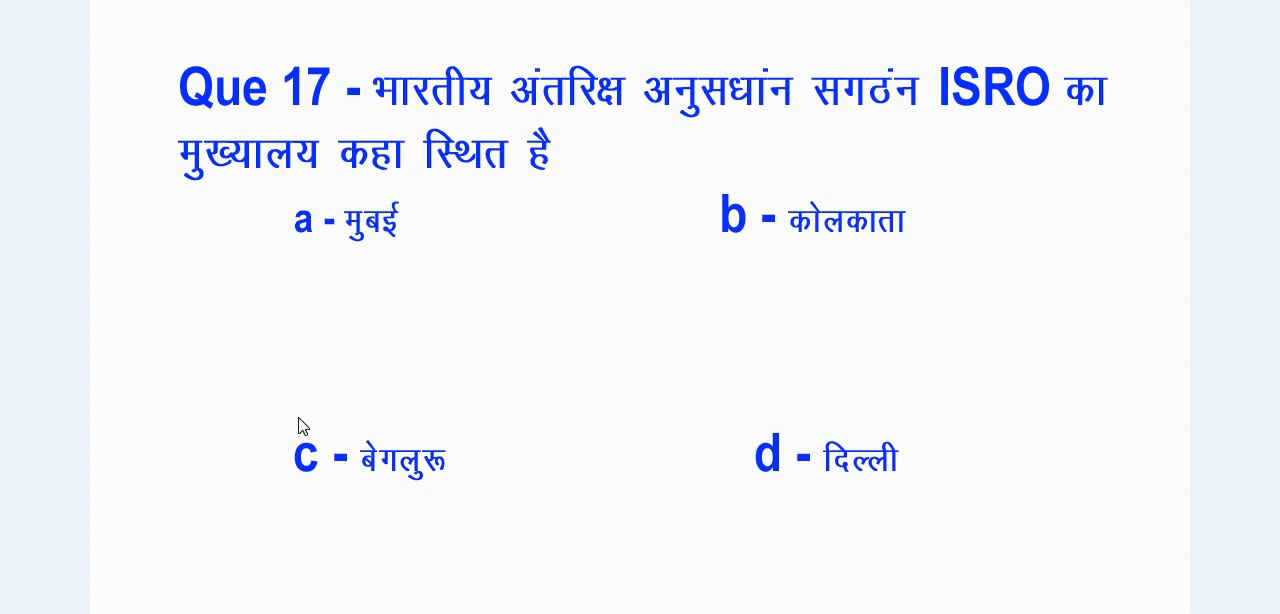 Que 17 - भारतीय अंतरिक्ष अनुसधांन सगठंन ISRO का
मुख्यालय कहा स्थित है
a - मुबई
b - कोलकाता
c - बेगलुरू
d - दिल्ली